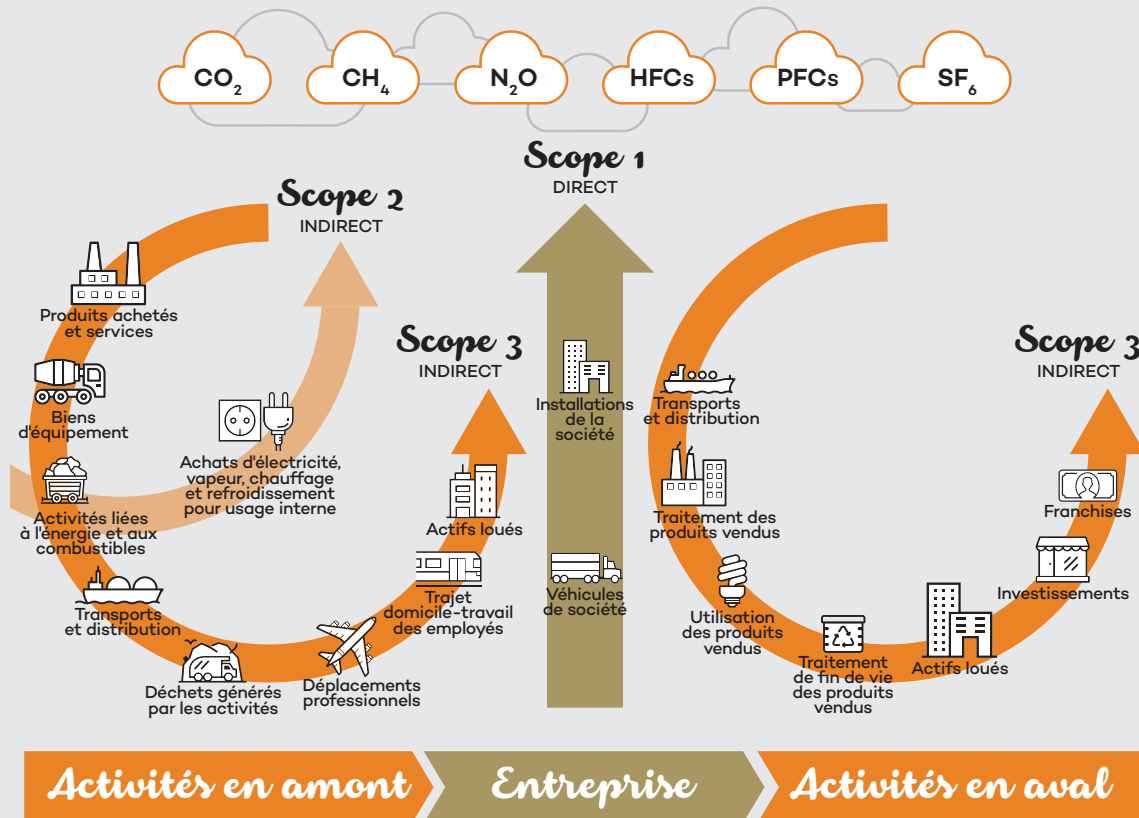 CO2
CH4
N2O
HFCs
PFCs
SF6
Scope 1
DIRECT
Scope 2
INDIRECT
Produits achetés
et services
Biens
d'équipement
Activités liées
à l'énergie et aux
combustibles
Transports
et distribution
Déchets générés
par les activités
Déplacements
professionnels
Trajet
domicile-travail
des employés
Actifs loués
Scope 3
INDIRECT
Achats d'électricité,
vapeur, chauffage
et refroidissement
pour usage interne
Installations
de la
société
Véhicules
de société
Transports
et distribution
Traitement des
produits vendus
Utilisation
des produits
vendus
Traitement
de fin de vie
des produits
vendus
Actifs loués
Investissements
Franchises
Scope 3
INDIRECT
Activités en amont
Entreprise
Activités en aval